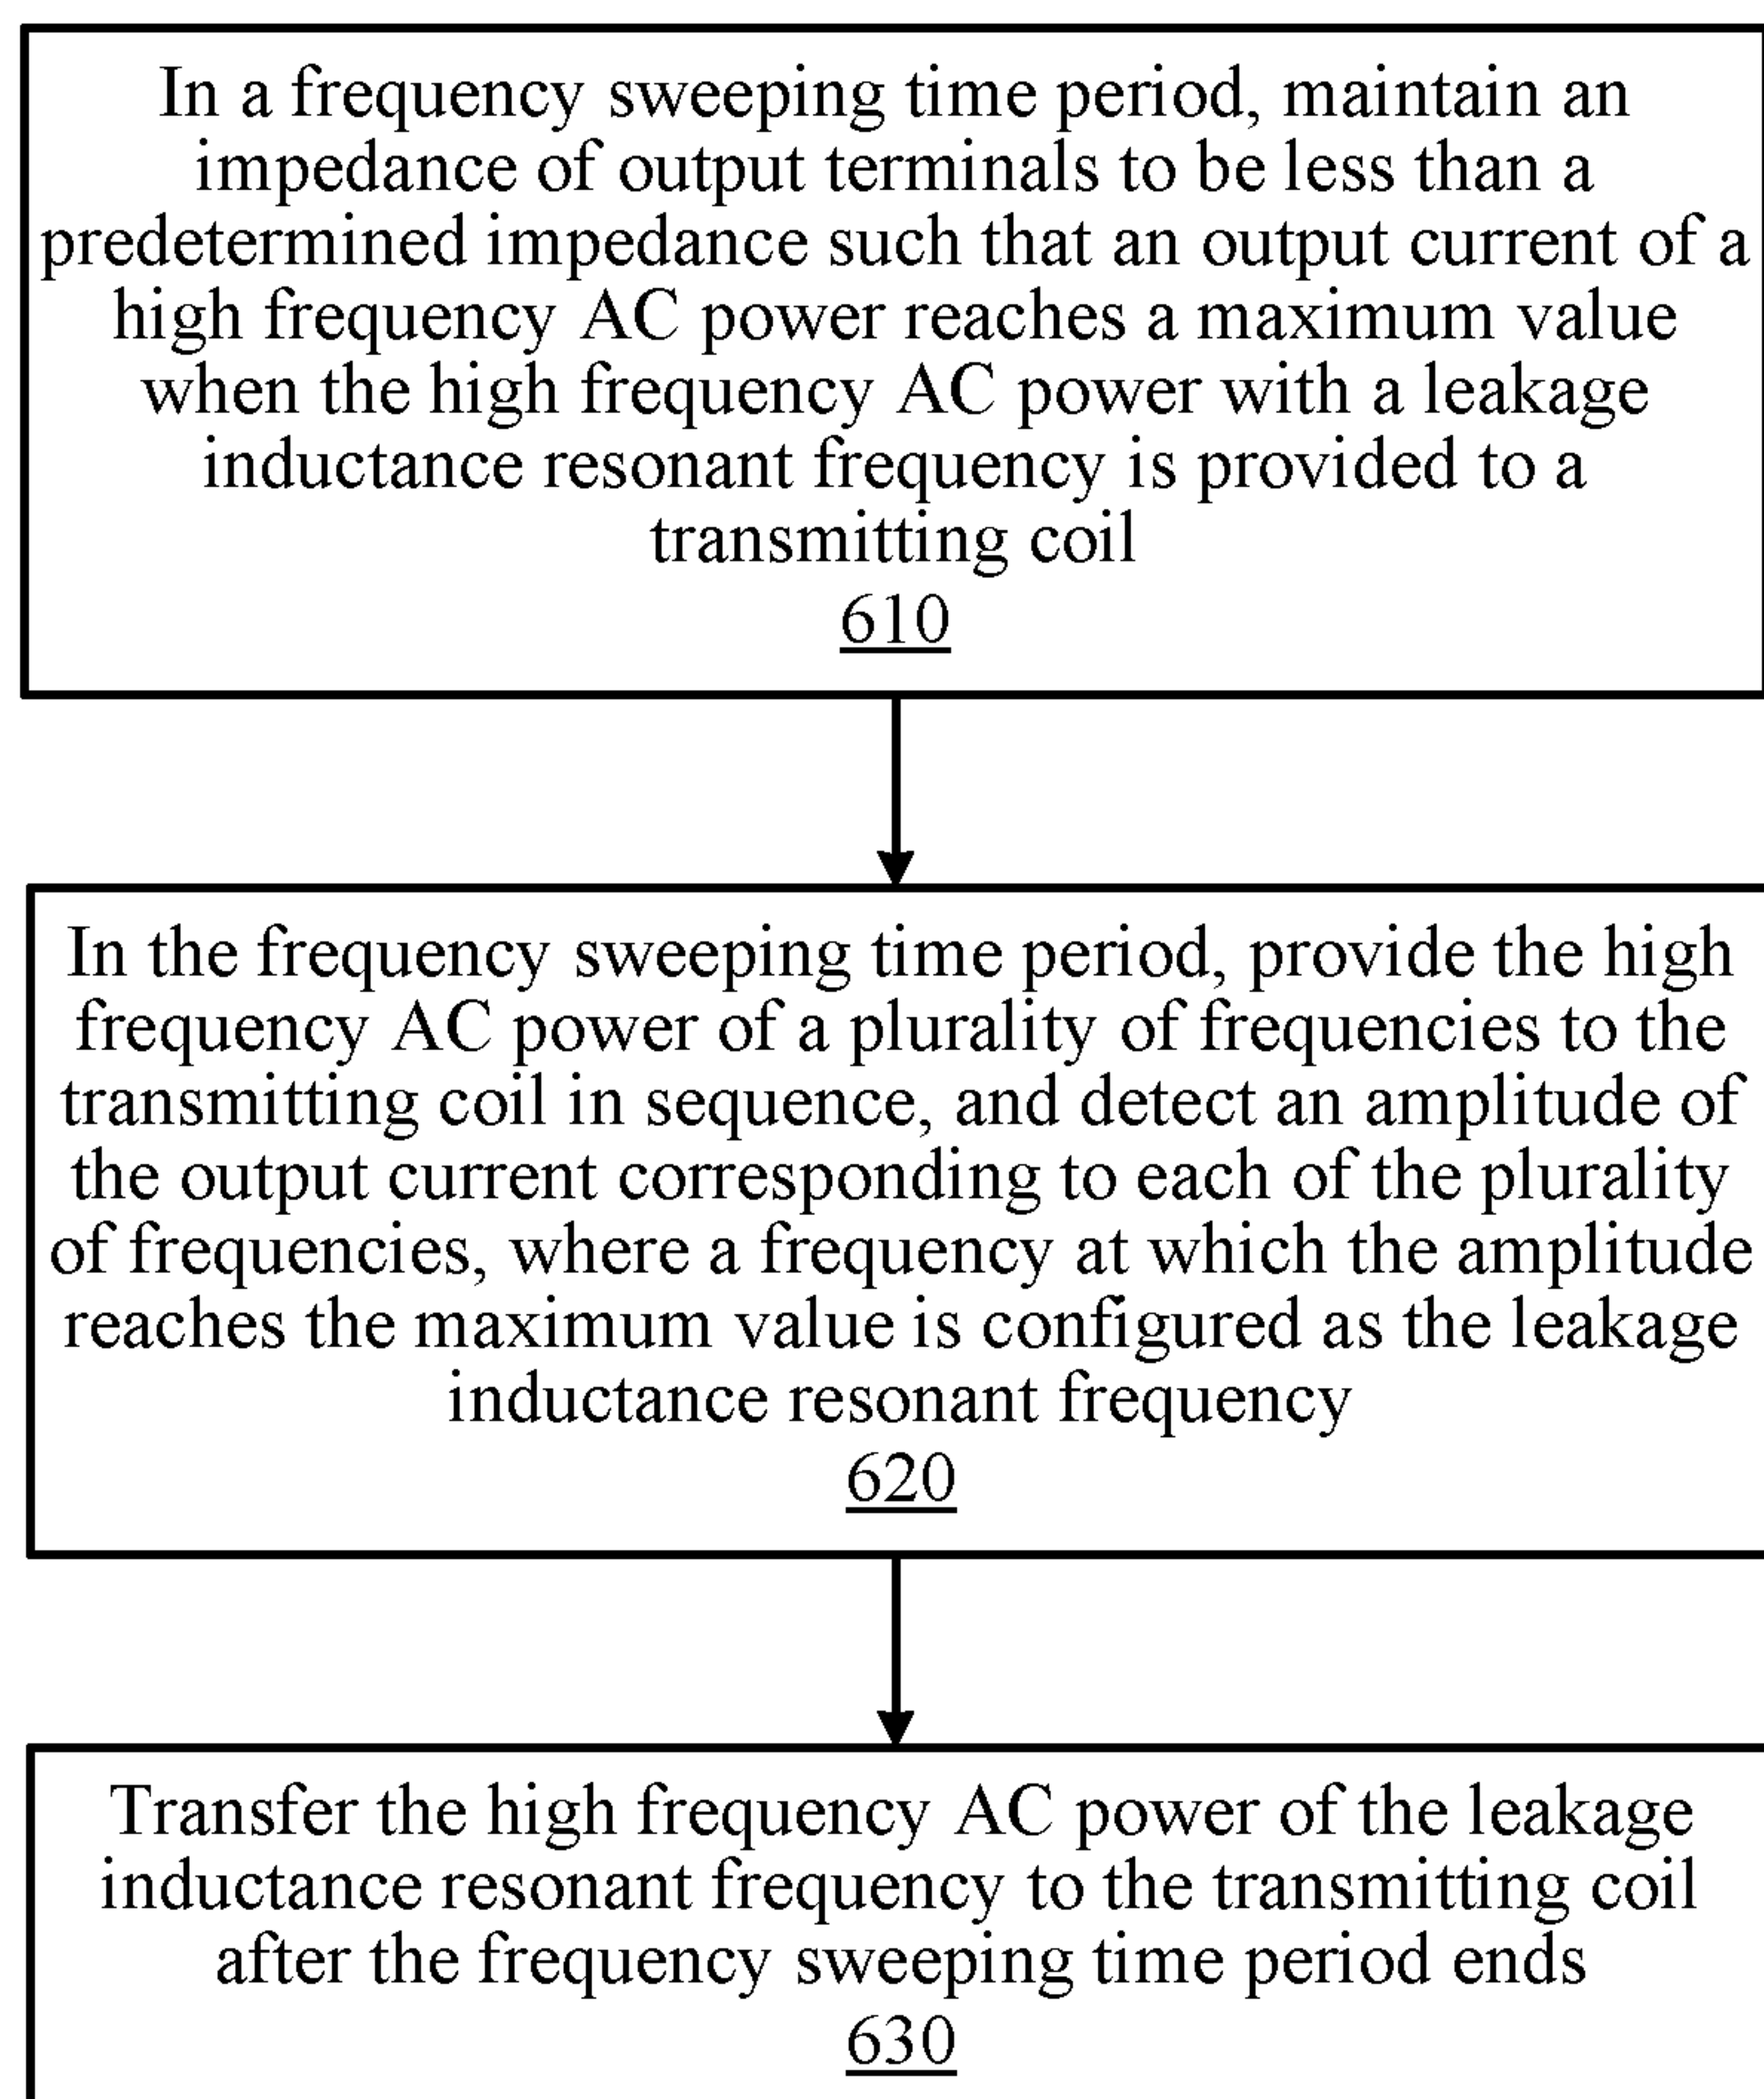 In a frequency sweeping time period, maintain an
impedance of output terminals to be less than a
predetermined impedance such that an output current of a
high frequency AC power reaches a maximum value
when the high frequency AC power with a leakage
inductance resonant frequency is provided to a
transmitting coil
610
In the frequency sweeping time period, provide the high
frequency AC power of a plurality of frequencies to the
transmitting coil in sequence, and detect an amplitude of
the output current corresponding to each of the plurality
of frequencies, where a frequency at which the amplitude
reaches the maximum value is configured as the leakage
inductance resonant frequency
620
Transfer the high frequency AC power of the leakage
inductance resonant frequency to the transmitting coil
after the frequency sweeping time period ends
630